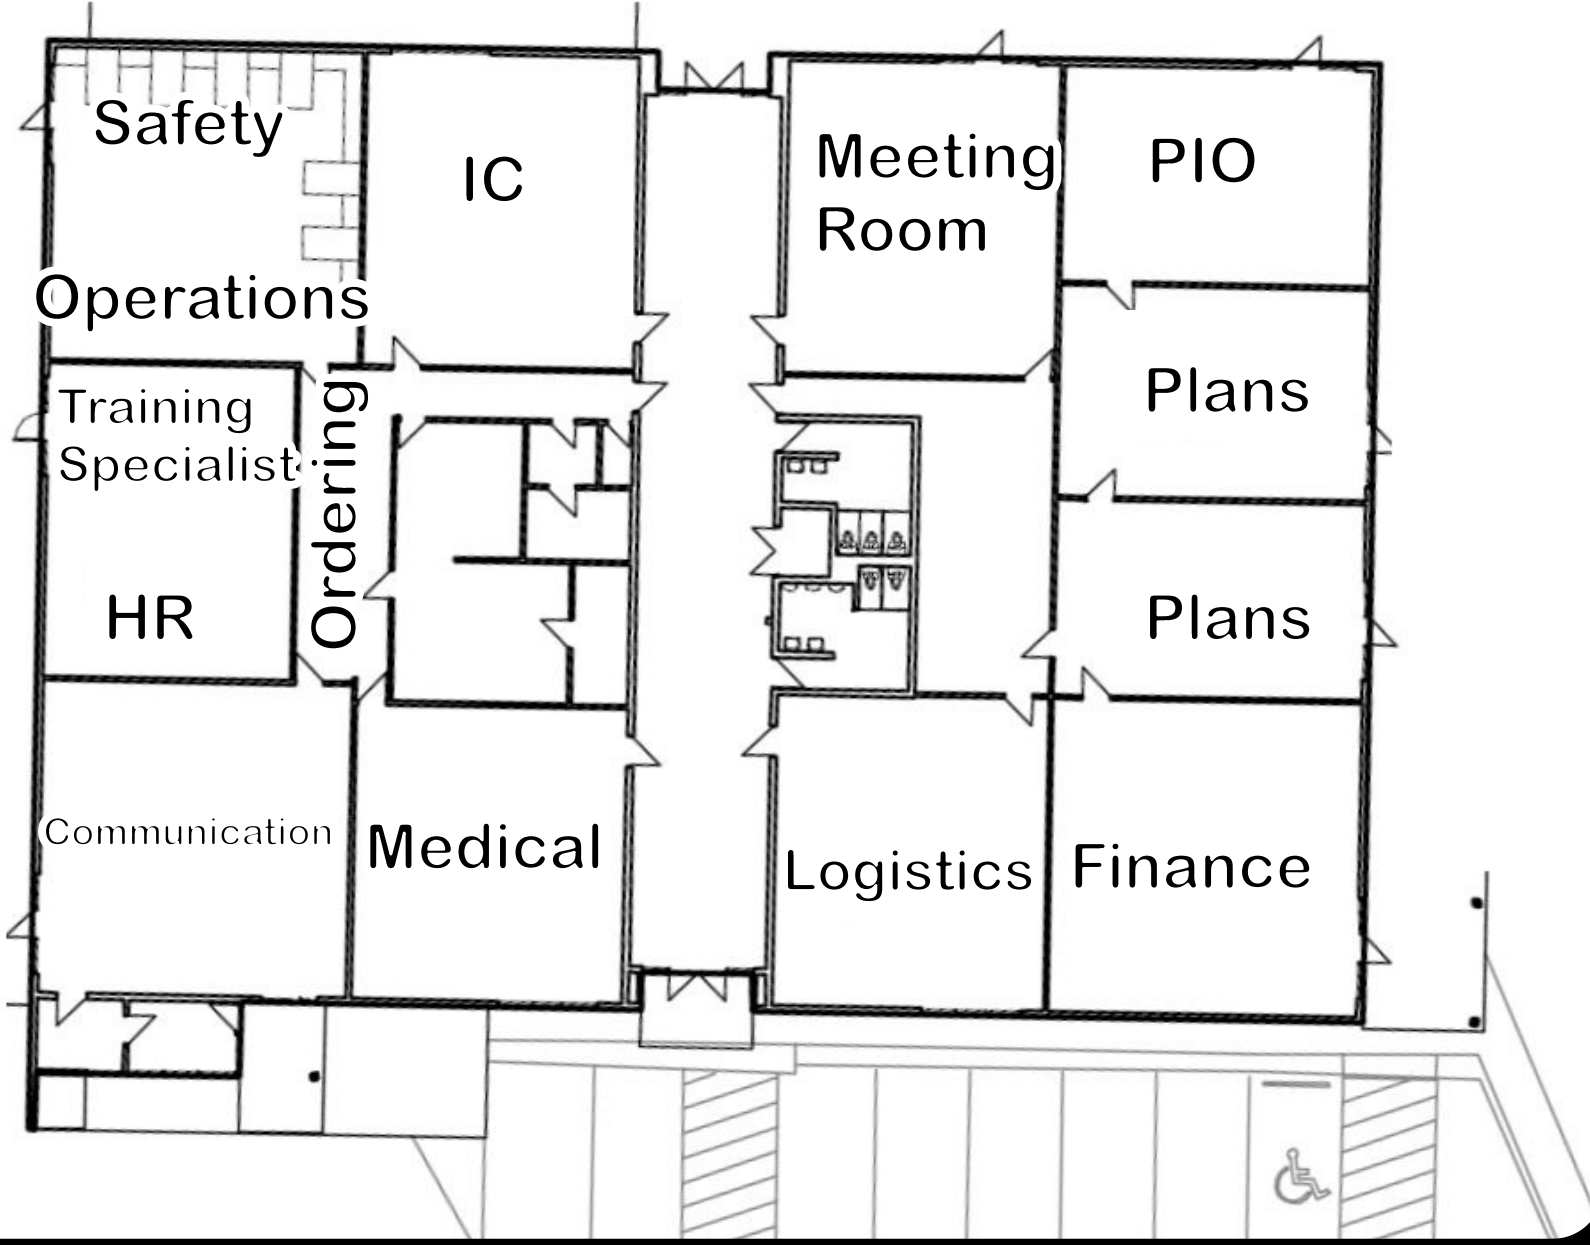 Safety
IC
Meeting
Room
PIO
Operations
Training
Specialist
Ordering
HR
Plans
Plans
Communication
Medical
Logistics
Finance